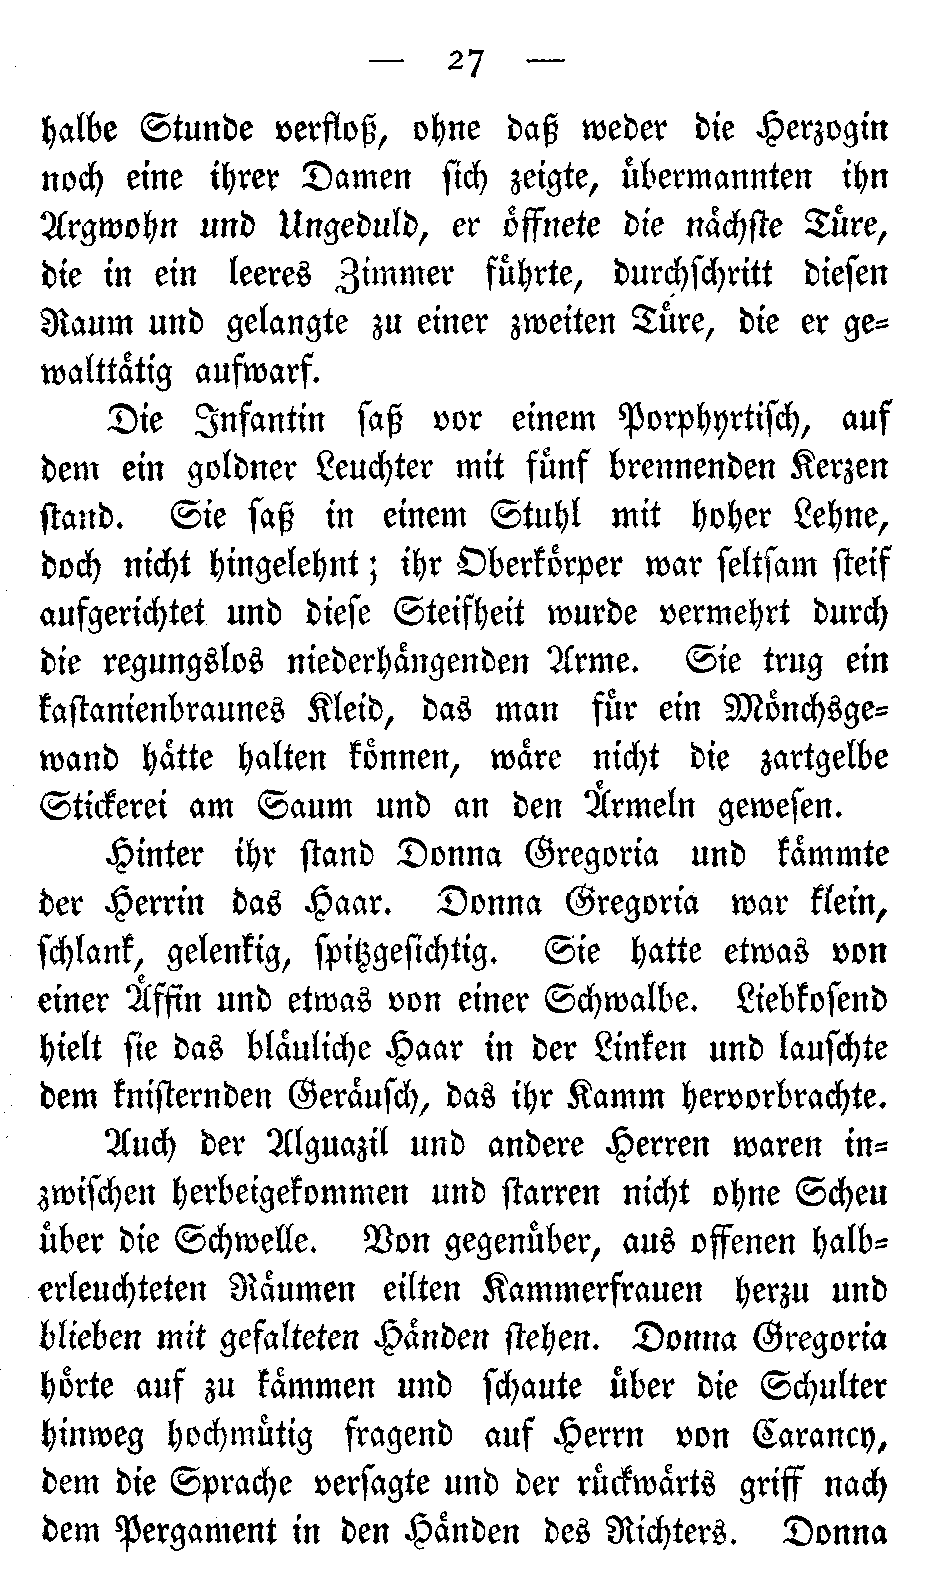 — 27 —
halbe Stunde verfloß, ohne daß weder die Herzogin
noch eine ihrer Damen sich zeigte, übermannten ihn
Argwohn und Ungeduld, er öffnete die nächste Türe,
die in ein leeres Zimmer führte, durchschritt diesen
Raum und gelangte zu einer zweiten Türe, die er ge=
walttätig aufwarf.
Die Infantin saß vor einem Porphyrtisch, auf
dem ein goldner Leuchter mit fünf brennenden Kerzen
stand. Sie saß in einem Stuhl mit hoher Lehne,
doch nicht hingelehnt; ihr Oberkörper war seltsam steif
aufgerichtet und diese Steifheit wurde vermehrt durch
die regungslos niederhängenden Arme. Sie trug ein
kastanienbraunes Kleid, das man für ein Mönchsge=
wand hätte halten können, wäre nicht die zartgelbe
Stickerei am Saum und an den Ärmeln gewesen.
Hinter ihr stand Donna Gregoria und kämmte
der Herrin das Haar. Donna Gregoria war klein,
schlank, gelenkig, spitzgesichtig. Sie hatte etwas von
einer Äffin und etwas von einer Schwalbe. Liebkosend
hielt sie das bläuliche Haar in der Linken und lauschte
dem knisternden Geräusch, das ihr Kamm hervorbrachte.
Auch der Alguazil und andere Herren waren in=
zwischen herbeigekommen und starren nicht ohne Scheu
über die Schwelle. Von gegenüber, aus offenen halb=
erleuchteten Räumen eilten Kammerfrauen herzu und
blieben mit gefalteten Händen stehen. Donna Gregoria
hörte auf zu kämmen und schaute über die Schulter
hinweg hochmütig fragend auf Herrn von Carancy,
dem die Sprache versagte und der rückwärts griff nach
dem Pergament in den Händen des Richters. Donna